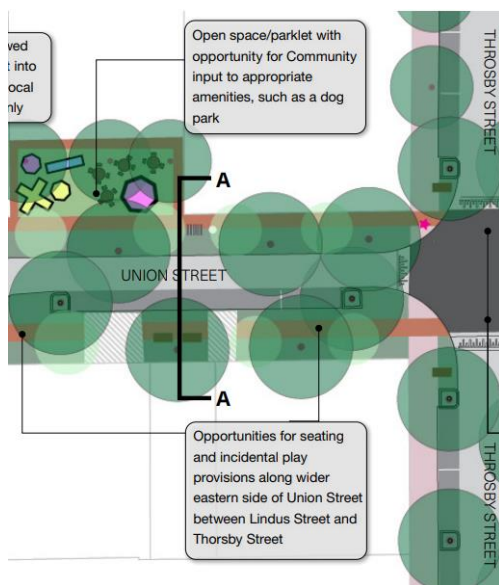 wed
t into
ocal
nly
Open space/parklet with
opportunity for Community
input to appropriate
amenities, such as a dog
park
THROSBY STREET
A
UNION STREET
A
Opportunities for seating
and incidental play
provisions along wider
eastern side of Union Street
between Lindus Street and
Thorsby Street
THROSBY STREET